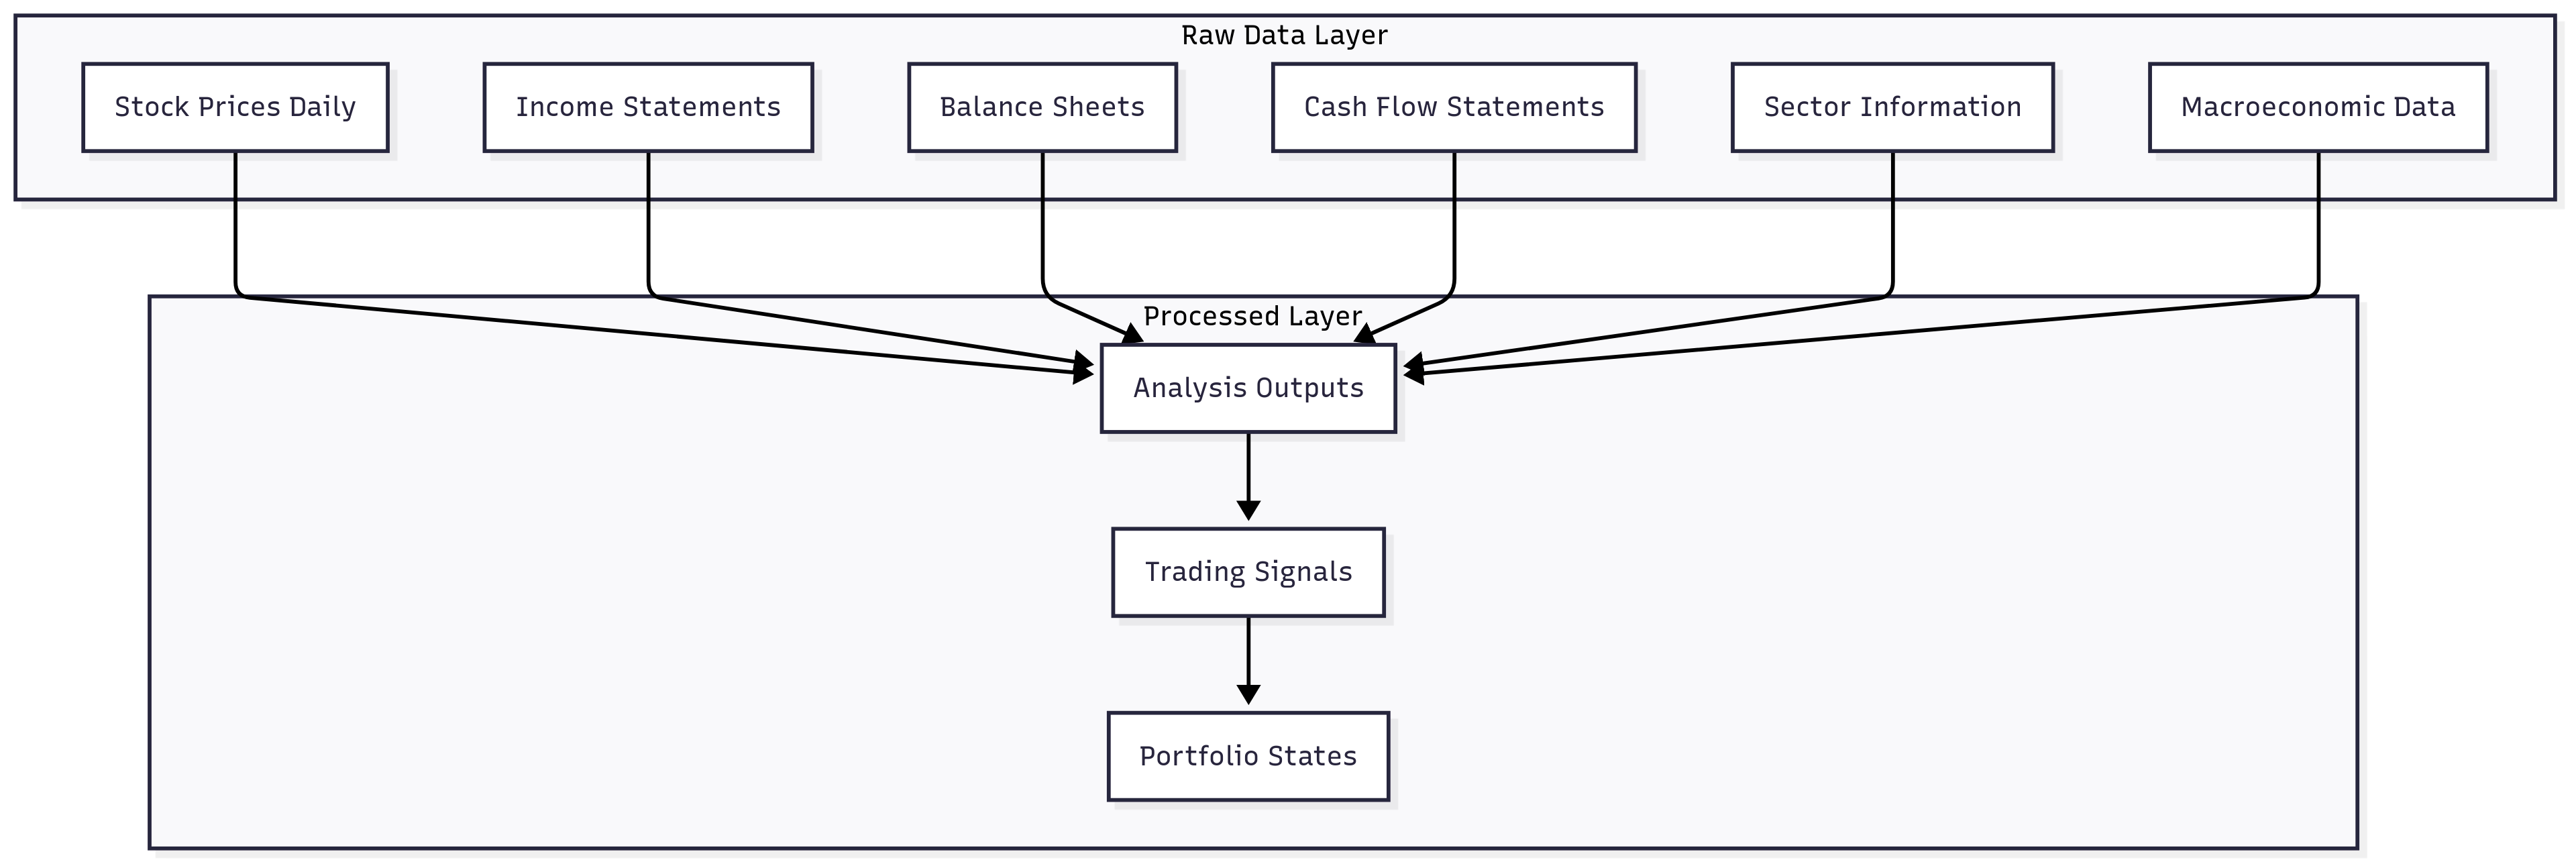 Raw Data Layer
Stock Prices Daily
Income Statements
Balance Sheets
Cash Flow Statements
Sector Information
Macroeconomic Data
Processed Layer
Analysis Outputs
Trading Signals
Portfolio States